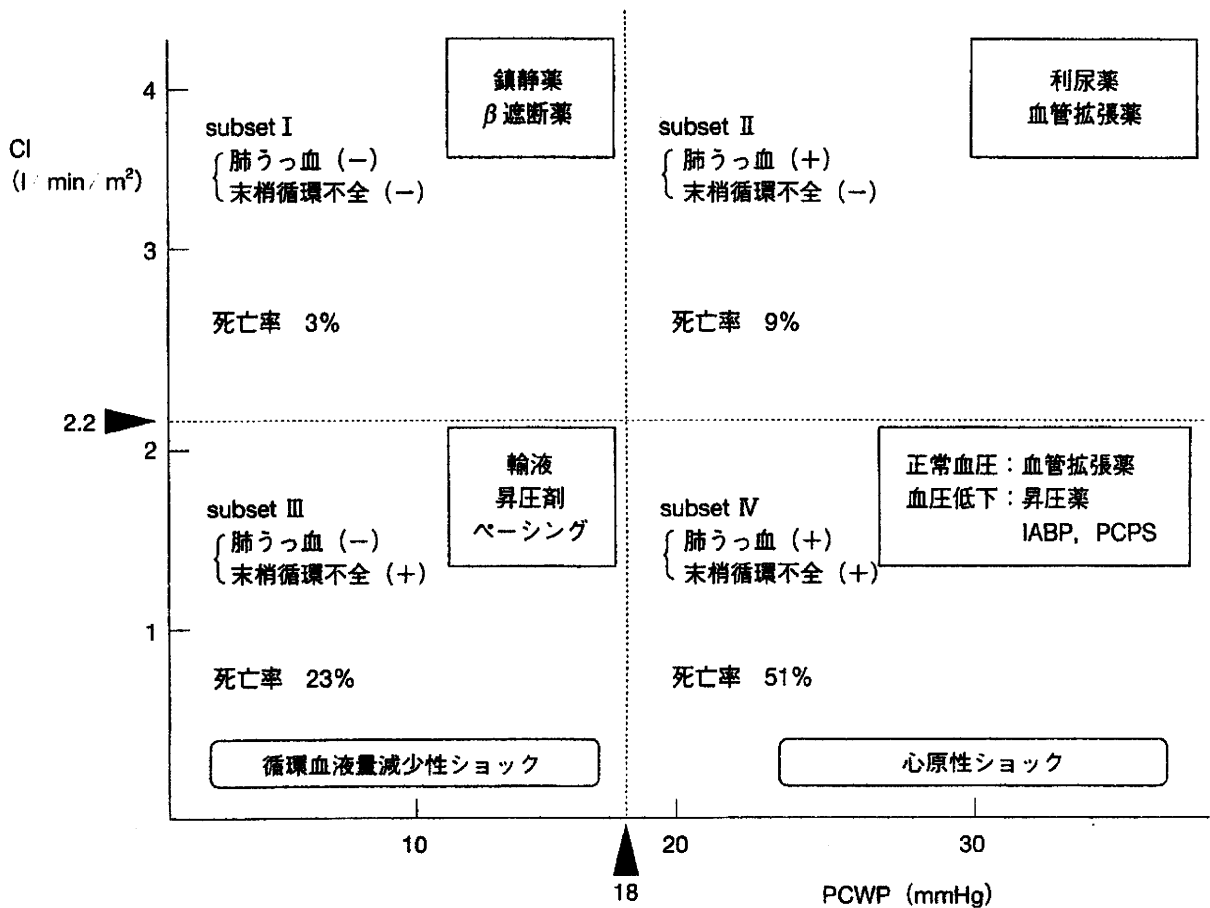 4
CI
(l / min / m²)
3
2.2
2
1
subset Ⅰ
肺うっ血 (−)
末梢循環不全 (−)
鎮静薬
β遮断薬
死亡率 3%
subset Ⅱ
肺うっ血 (+)
末梢循環不全 (−)
利尿薬
血管拡張薬
死亡率 9%
subset Ⅲ
肺うっ血 (−)
末梢循環不全 (+)
輸液
昇圧剤
ペーシング
死亡率 23%
循環血液量減少性ショック
subset Ⅳ
肺うっ血 (+)
末梢循環不全 (+)
正常血圧:血管拡張薬
血圧低下:昇圧薬
IABP, PCPS
死亡率 51%
心原性ショック
10
18
20
30
PCWP (mmHg)